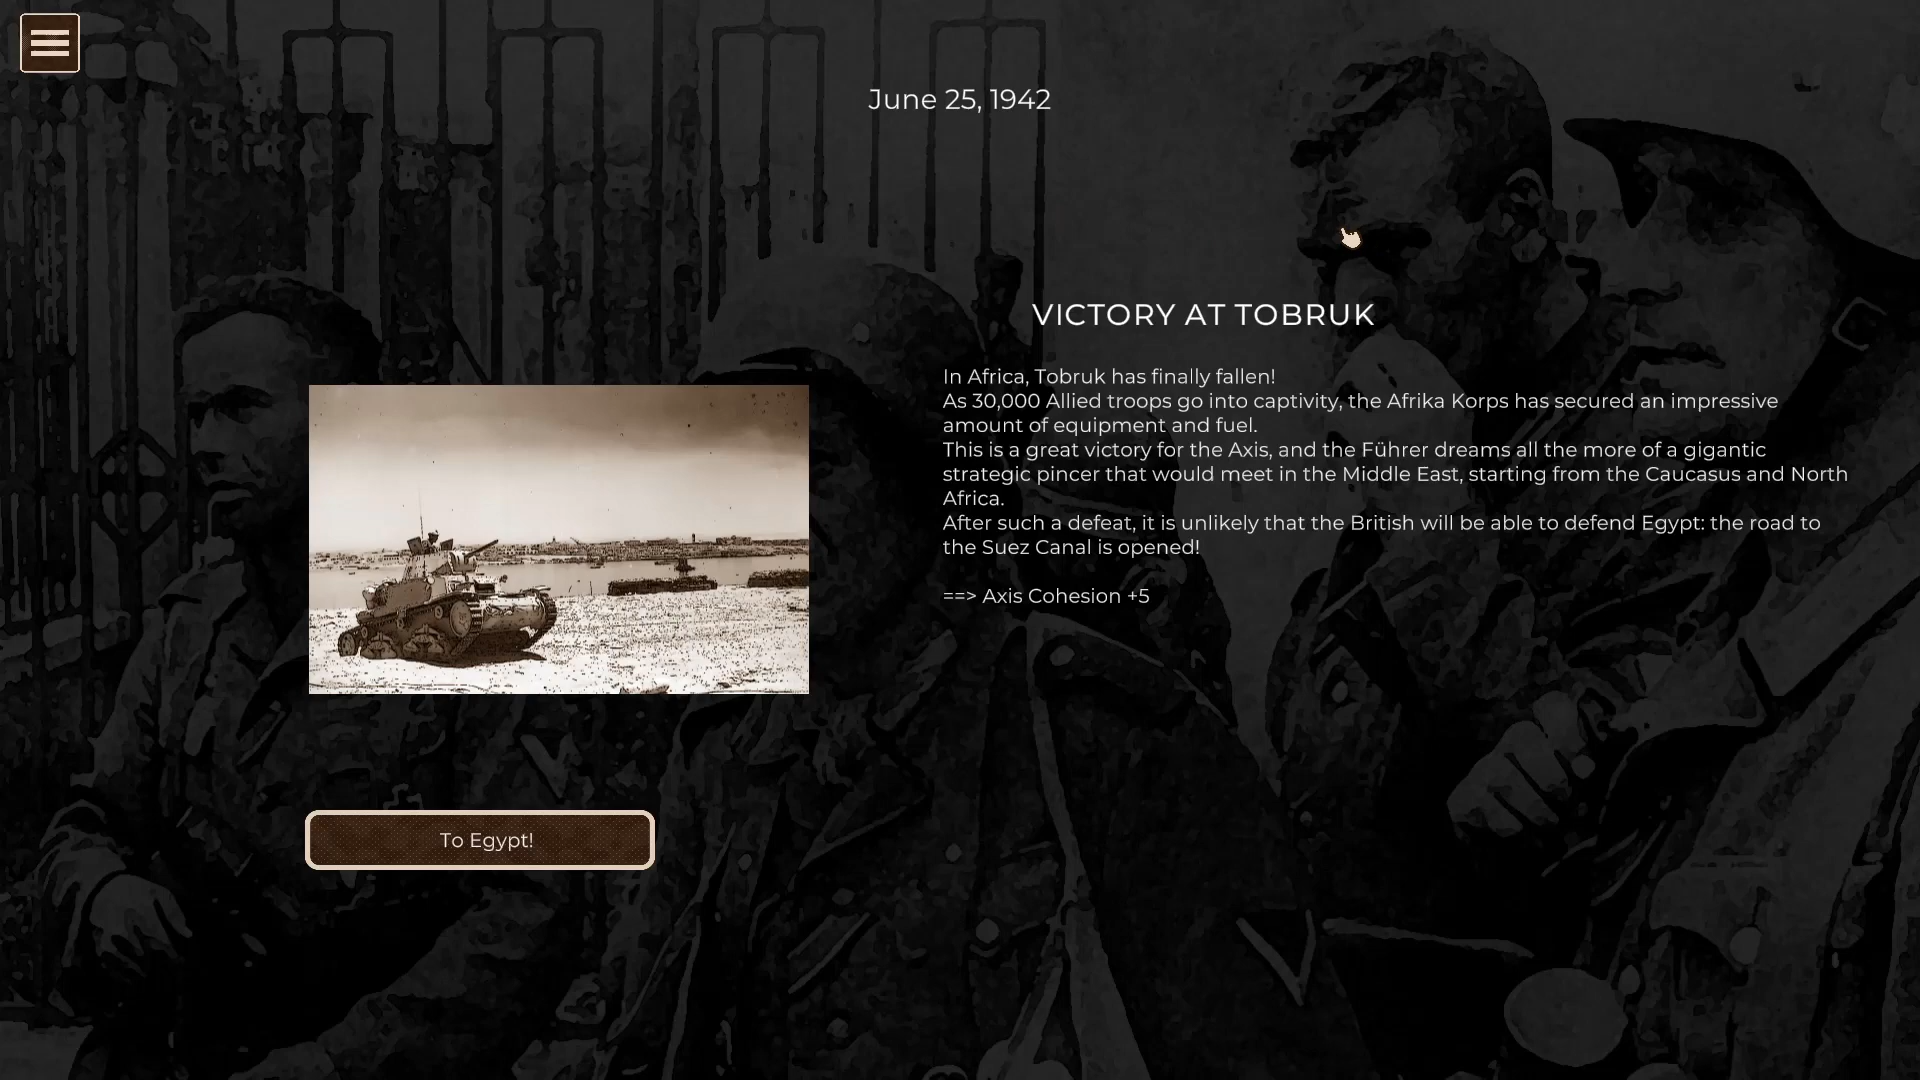 June 25, 1942
VICTORY AT TOBRUK
In Africa, Tobruk has finally fallen!
As 30,000 Allied troops go into captivity, the Afrika Korps has secured an impressive
amount of equipment and fuel.
This is a great victory for the Axis, and the Führer dreams all the more of a gigantic
strategic pincer that would meet in the Middle East, starting from the Caucasus and North
Africa.
After such a defeat, it is unlikely that the British will be able to defend Egypt: the road to
the Suez Canal is opened!
==> Axis Cohesion +5
To Egypt!